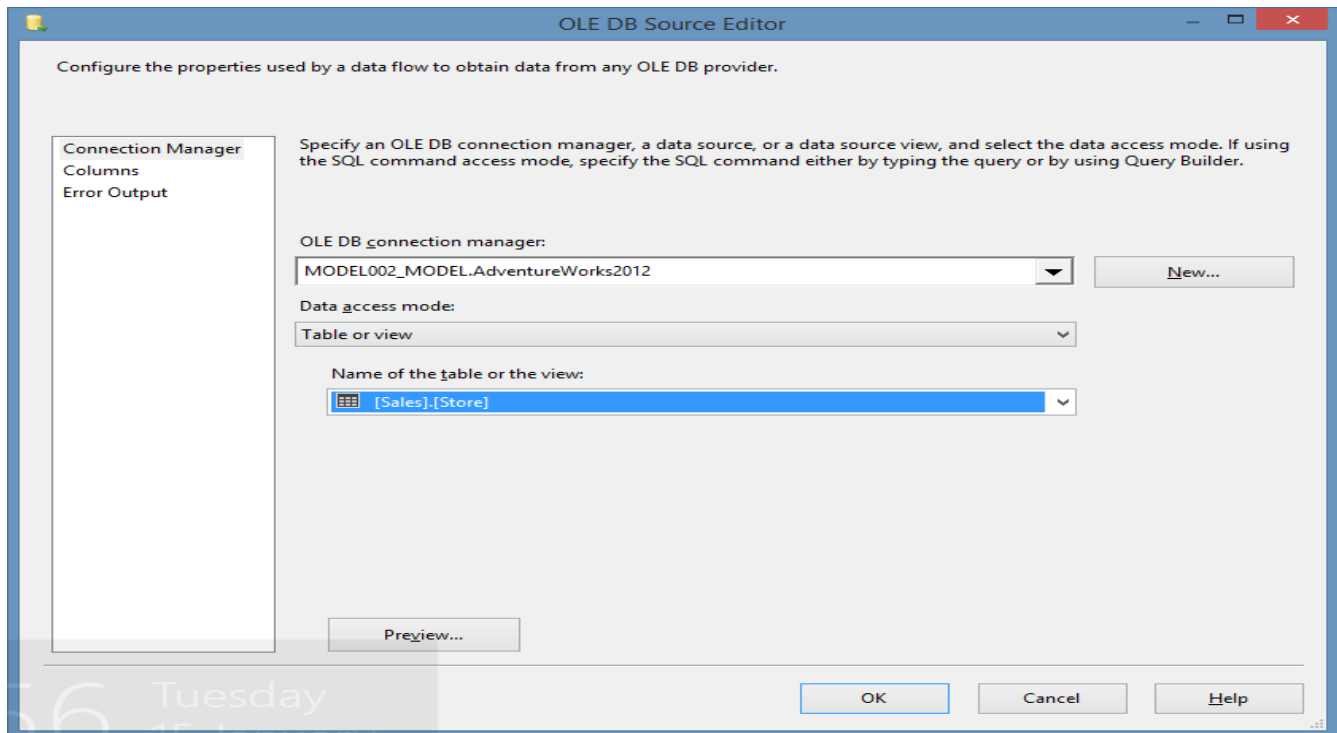 OLE DB Source Editor
Configure the properties used by a data flow to obtain data from any OLE DB provider.
Connection Manager
Columns
Error Output
Specify an OLE DB connection manager, a data source, or a data source view, and select the data access mode. If using
the SQL command access mode, specify the SQL command either by typing the query or by using Query Builder.
OLE DB connection manager:
MODEL002_MODEL.AdventureWorks2012
New...
Data access mode:
Table or view
Name of the table or the view:
[Sales].[Store]
Preview...
OK
Cancel
Help
56
Tuesday
15 January